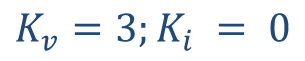 K_v = 3; K_i = 0